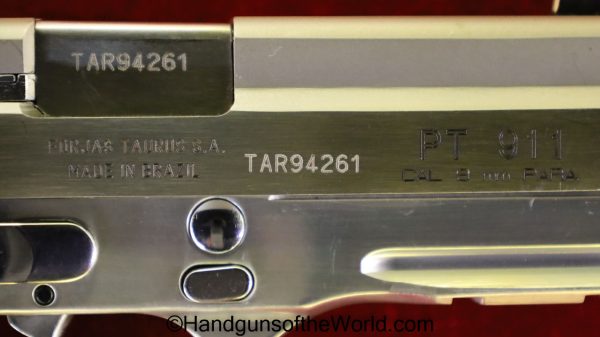 TAR94261
FORJAS TAURUS S.A.
MADE IN BRAZIL
TAR94261
PT 911
CAL 9 mm PARA
©HandgunsoftheWorld.com